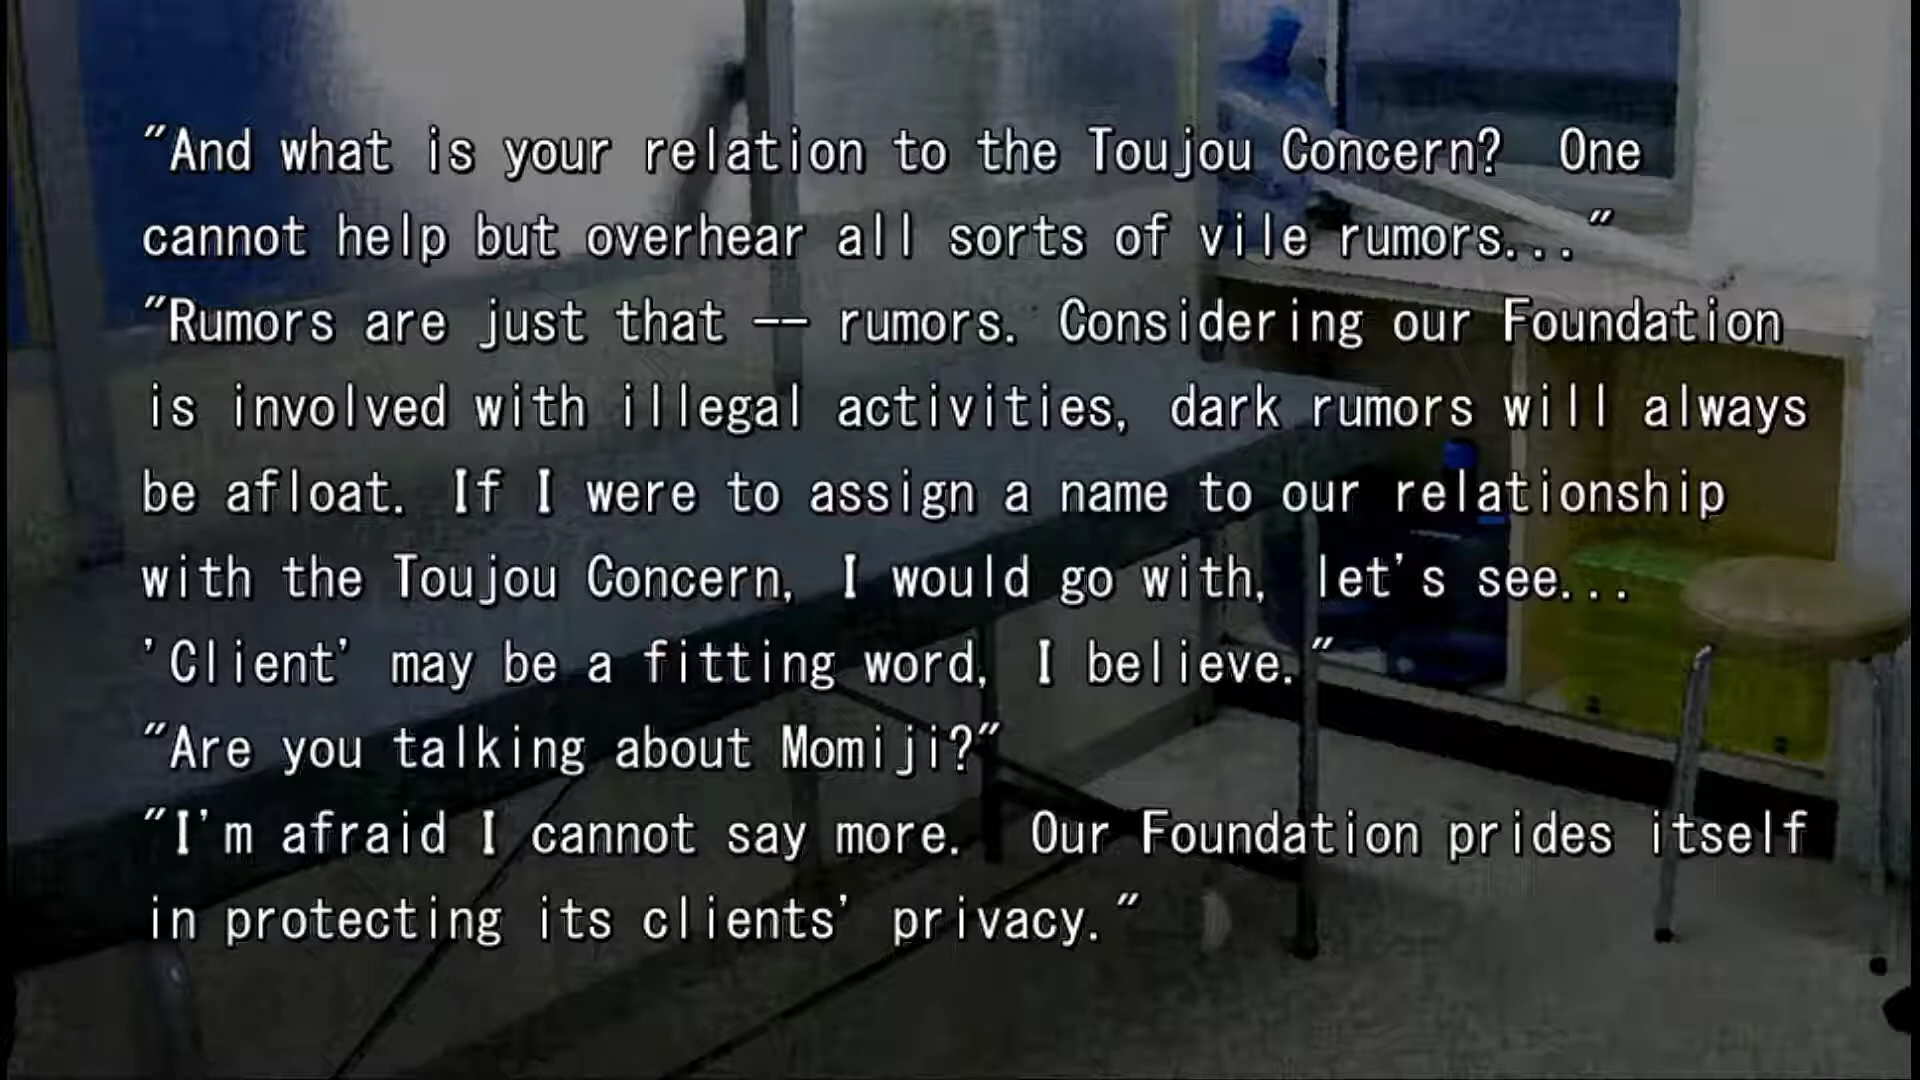 "And what is your relation to the Toujou Concern?  One
cannot help but overhear all sorts of vile rumors..."
"Rumors are just that -- rumors. Considering our Foundation
is involved with illegal activities, dark rumors will always
be afloat. If I were to assign a name to our relationship
with the Toujou Concern, I would go with, let's see...
'Client' may be a fitting word, I believe."
"Are you talking about Momiji?"
"I'm afraid I cannot say more.  Our Foundation prides itself
in protecting its clients' privacy."